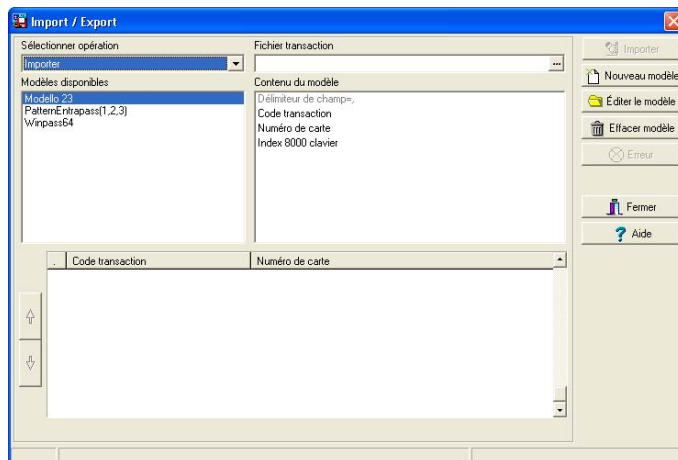 Import / Export
Sélectionner opération
Fichier transaction
Importer
...
Importer
Modèles disponibles
Contenu du modèle
Nouveau modèle
Modello 23
Délimiteur de champ=,
PatternEntrapass(1,2,3)
Code transaction
Éditer le modèle
Winpass64
Numéro de carte
Index 8000 clavier
Effacer modèle
Erreur
Fermer
Aide
. Code transaction Numéro de carte